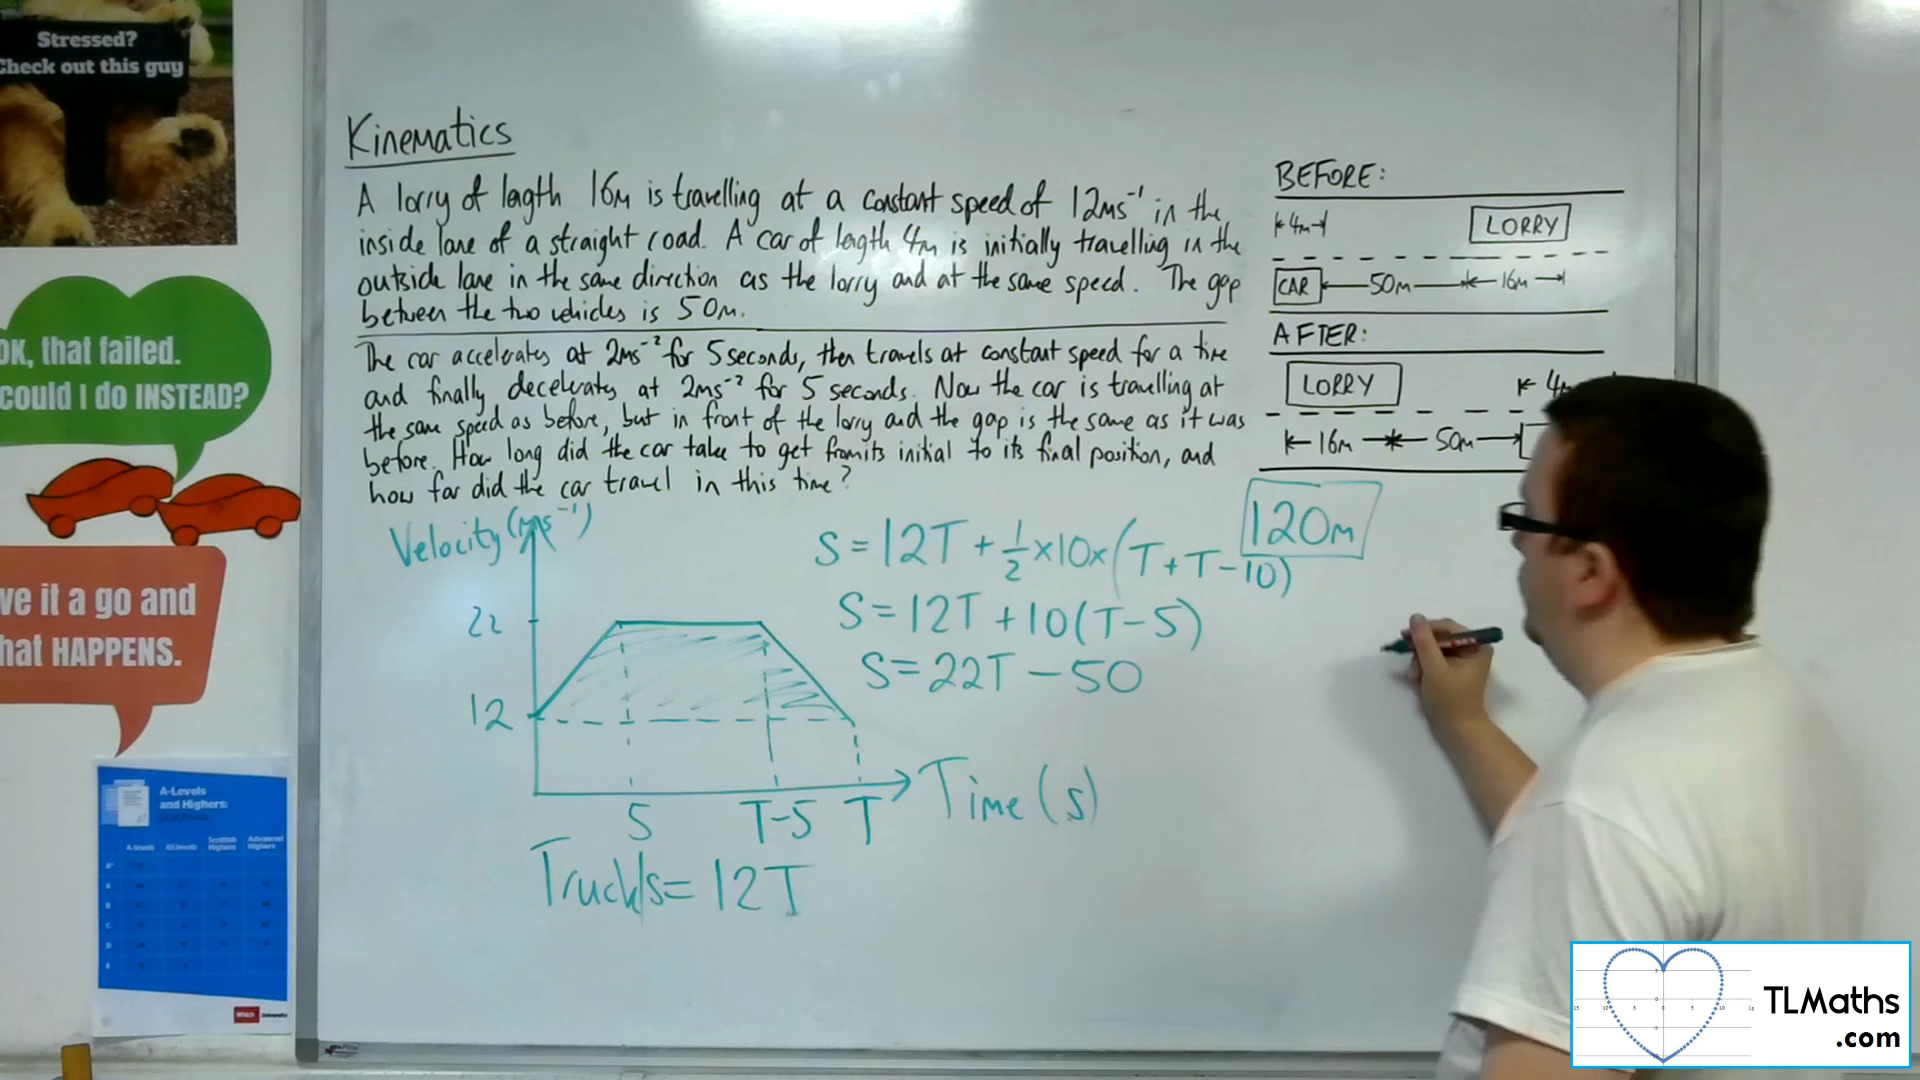 Stressed?
Check out this guy
OK, that failed.
could I do INSTEAD?
ve it a go and
hat HAPPENS.
A-Levels
and Highers:
Kinematics
A lorry of length 16m is travelling at a constant speed of 12ms⁻¹ in the
inside lane of a straight road. A car of length 4m is initially travelling in the
outside lane in the same direction as the lorry and at the same speed. The gap
between the two vehicles is 50m.
The car accelerates at 2ms⁻² for 5 seconds, then travels at constant speed for a time
and finally decelerates at 2ms⁻² for 5 seconds. Now the car is travelling at
the same speed as before, but in front of the lorry and the gap is the same as it was
before. How long did the car take to get from its initial to its final position, and
how far did the car travel in this time?
BEFORE:
4m
LORRY
CAR
50m
16m
AFTER:
LORRY
4m
16m
50m
120m
Velocity (ms⁻¹)
22
12
5
T-5
T
Time (s)
Truck s= 12T
S = 12T + ½×10×(T+T-10)
S = 12T + 10(T-5)
S = 22T - 50
TLMaths
.com